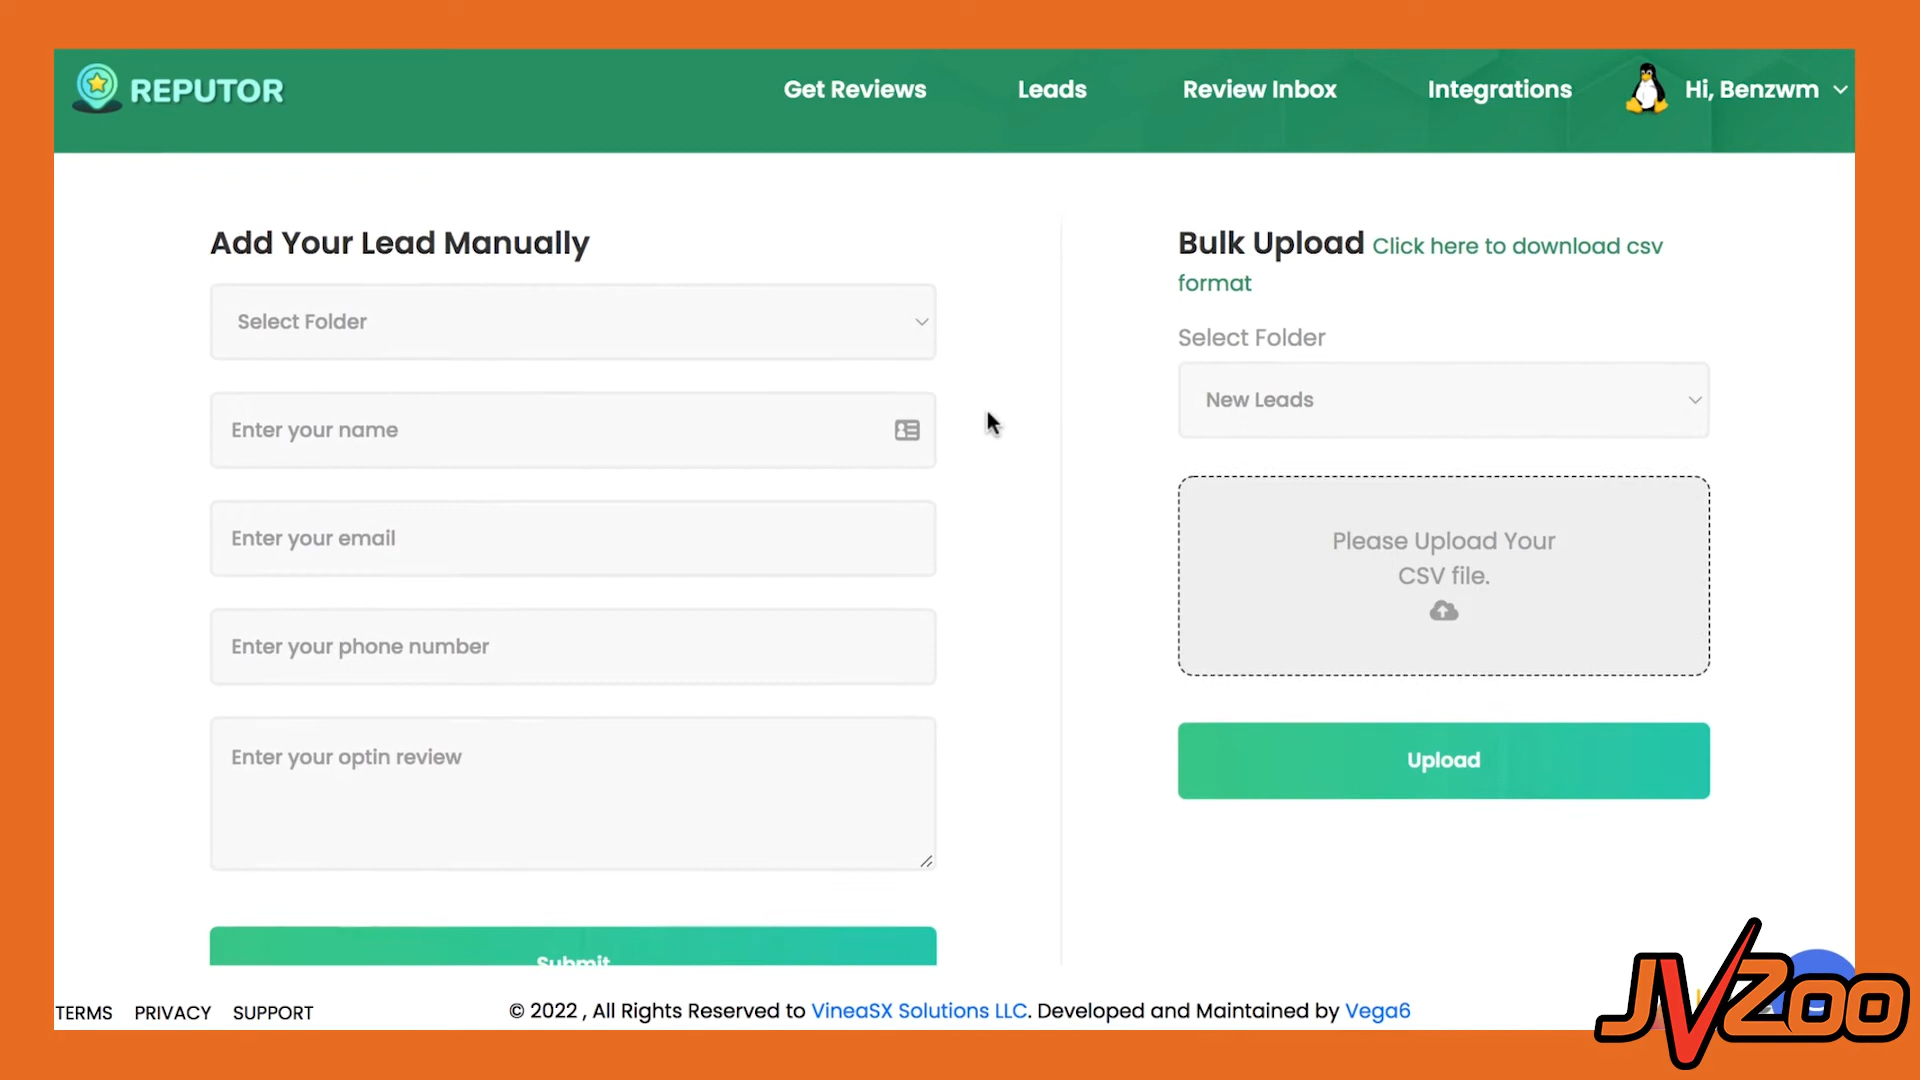 REPUTOR
Get Reviews
Leads
Review Inbox
Integrations
Hi, Benzwm
Add Your Lead Manually
Select Folder
Enter your name
Enter your email
Enter your phone number
Enter your optin review
Submit
Bulk Upload Click here to download csv
format
Select Folder
New Leads
Please Upload Your
CSV file.
Upload
TERMS PRIVACY SUPPORT
© 2022 , All Rights Reserved to VineaSX Solutions LLC. Developed and Maintained by Vega6
JVZoo